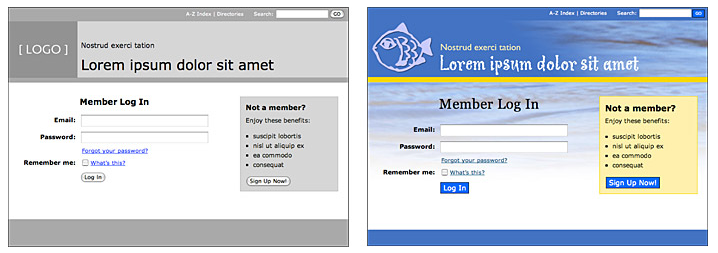 A-Z Index | Directories Search: GO
[ LOGO ]
Nostrud exerci tation
Lorem ipsum dolor sit amet
Member Log In
Email:
Password:
Forgot your password?
Remember me: What's this?
Log In
Not a member?
Enjoy these benefits:
• suscipit lobortis
• nisl ut aliquip ex
• ea commodo
• consequat
Sign Up Now!
A-Z Index | Directories Search: GO
Nostrud exerci tation
Lorem ipsum dolor sit amet
Member Log In
Email:
Password:
Forgot your password?
Remember me: What's this?
Log In
Not a member?
Enjoy these benefits:
• suscipit lobortis
• nisl ut aliquip ex
• ea commodo
• consequat
Sign Up Now!